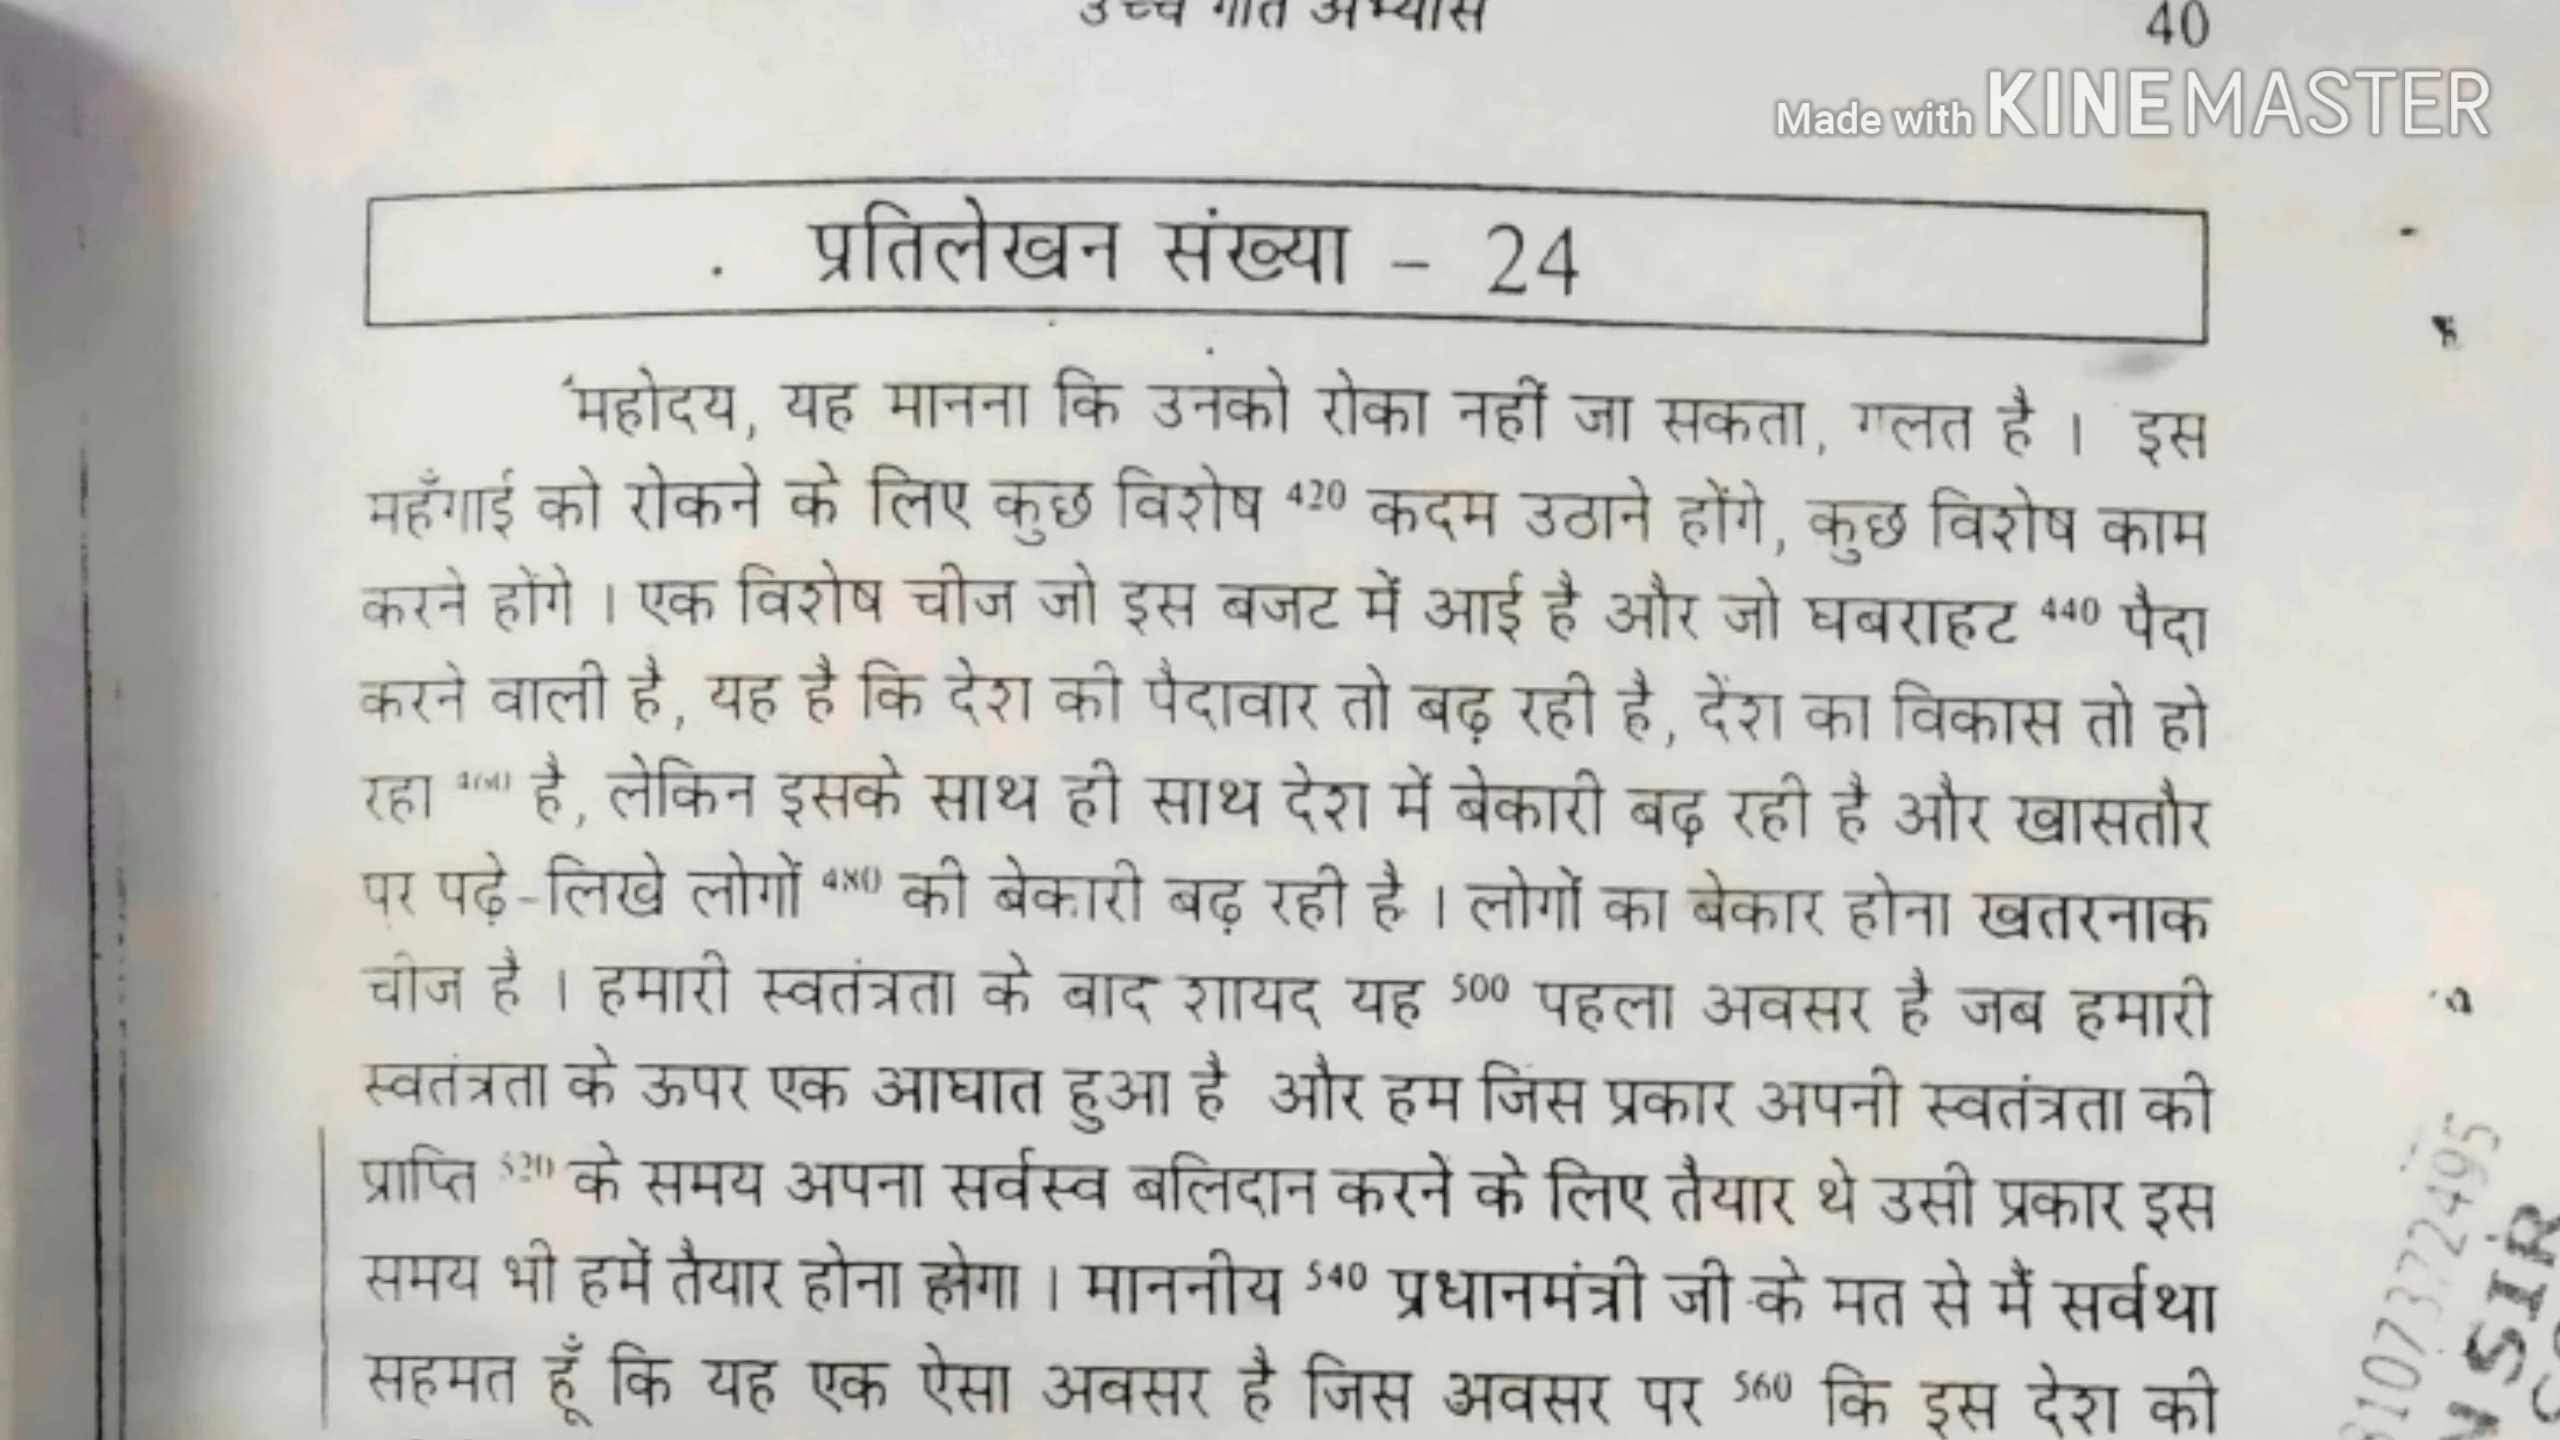 उच्च गति अभ्यास
40
Made with KINEMASTER
प्रतिलेखन संख्या - 24
महोदय, यह मानना कि उनको रोका नहीं जा सकता, गलत है । इस
महँगाई को रोकने के लिए कुछ विशेष 420 कदम उठाने होंगे, कुछ विशेष काम
करने होंगे । एक विशेष चीज जो इस बजट में आई है और जो घबराहट 440 पैदा
करने वाली है, यह है कि देश की पैदावार तो बढ़ रही है, देश का विकास तो हो
रहा 460 है, लेकिन इसके साथ ही साथ देश में बेकारी बढ़ रही है और खासतौर
पर पढ़े-लिखे लोगों 480 की बेकारी बढ़ रही है । लोगों का बेकार होना खतरनाक
चीज है । हमारी स्वतंत्रता के बाद शायद यह 500 पहला अवसर है जब हमारी
स्वतंत्रता के ऊपर एक आघात हुआ है और हम जिस प्रकार अपनी स्वतंत्रता की
प्राप्ति 520 के समय अपना सर्वस्व बलिदान करने के लिए तैयार थे उसी प्रकार इस
समय भी हमें तैयार होना होगा । माननीय 540 प्रधानमंत्री जी के मत से मैं सर्वथा
सहमत हूँ कि यह एक ऐसा अवसर है जिस अवसर पर 560 कि इस देश की
SIR